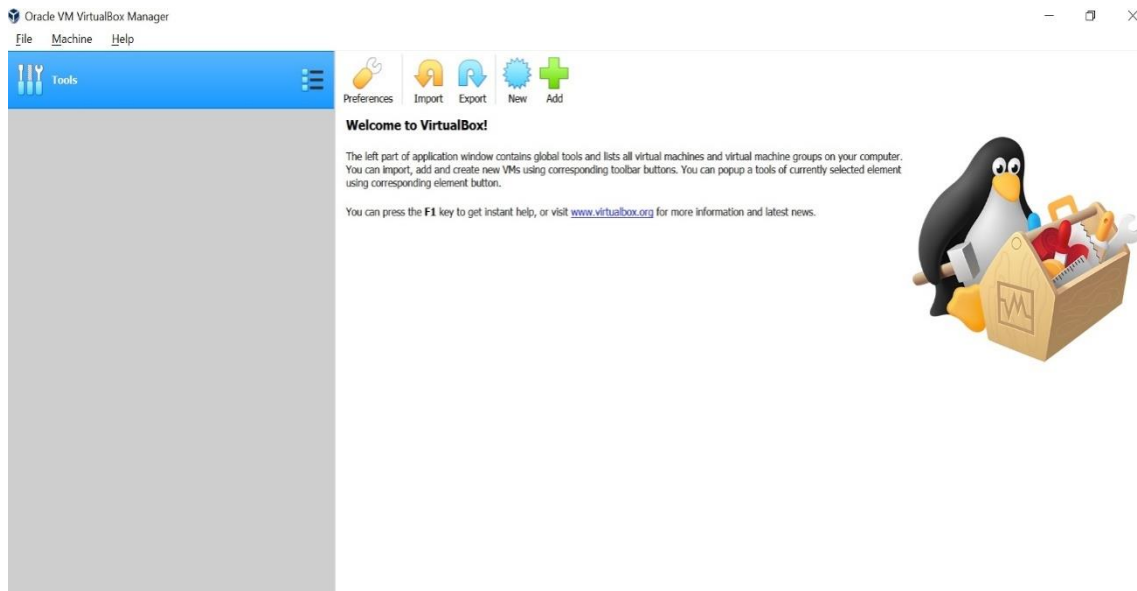 Oracle VM VirtualBox Manager
File Machine Help
Tools
Preferences Import Export New Add
Welcome to VirtualBox!
The left part of application window contains global tools and lists all virtual machines and virtual machine groups on your computer.
You can import, add and create new VMs using corresponding toolbar buttons. You can popup a tools of currently selected element
using corresponding element button.
You can press the F1 key to get instant help, or visit www.virtualbox.org for more information and latest news.